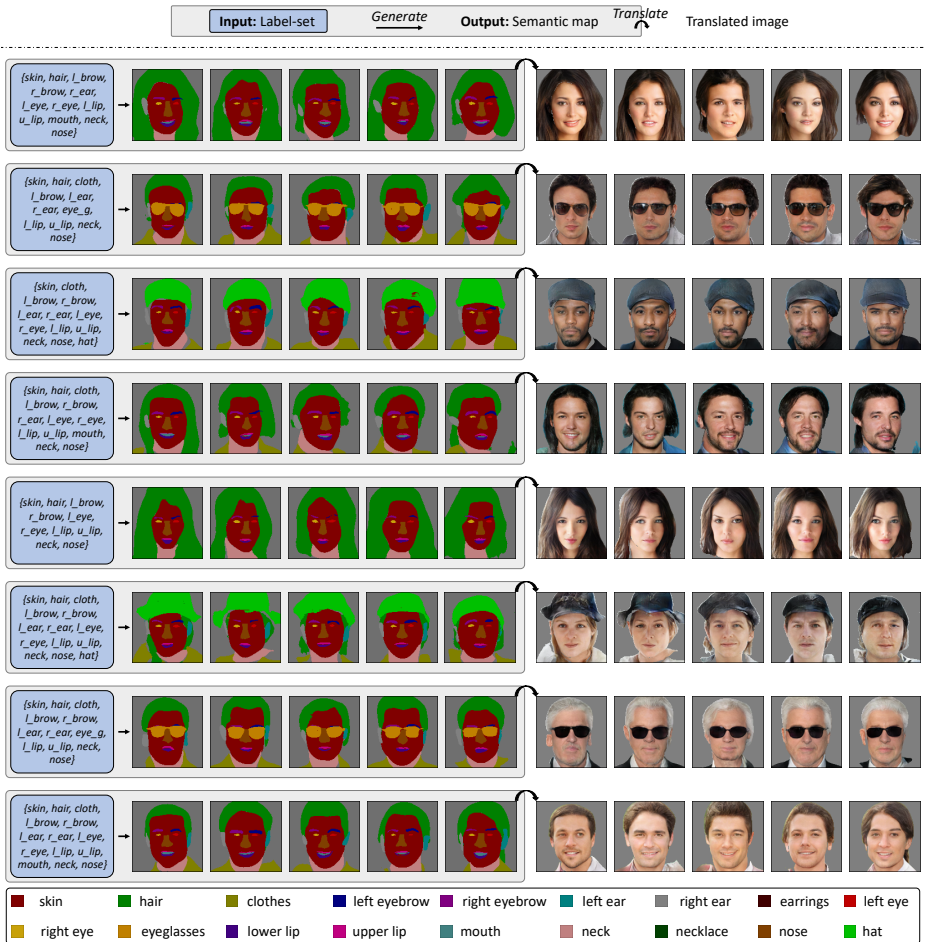 Input: Label-set Generate Output: Semantic map Translate Translated image
{skin, hair, l_brow,
r_brow, r_ear,
l_eye, r_eye, l_lip,
u_lip, mouth, neck,
nose}
{skin, hair, cloth,
l_brow, l_ear,
r_ear, eye_g,
l_lip, u_lip, neck,
nose}
{skin, cloth,
l_brow, r_brow,
l_ear, r_ear, l_eye,
r_eye, l_lip, u_lip,
neck, nose, hat}
{skin, hair, cloth,
l_brow, r_brow,
r_ear, l_eye, r_eye,
l_lip, u_lip, mouth,
neck, nose}
{skin, hair, l_brow,
r_brow, l_eye,
r_eye, l_lip, u_lip,
neck, nose}
{skin, hair, cloth,
l_brow, r_brow,
l_ear, r_ear, l_eye,
r_eye, l_lip, u_lip,
neck, nose, hat}
{skin, hair, cloth,
l_brow, r_brow,
l_ear, r_ear, eye_g,
l_lip, u_lip, neck,
nose}
{skin, hair, cloth,
l_brow, r_brow,
l_ear, r_ear, l_eye,
r_eye, l_lip, u_lip,
mouth, neck, nose}
skin hair clothes left eyebrow right eyebrow left ear right ear earrings left eye
right eye eyeglasses lower lip upper lip mouth neck necklace nose hat